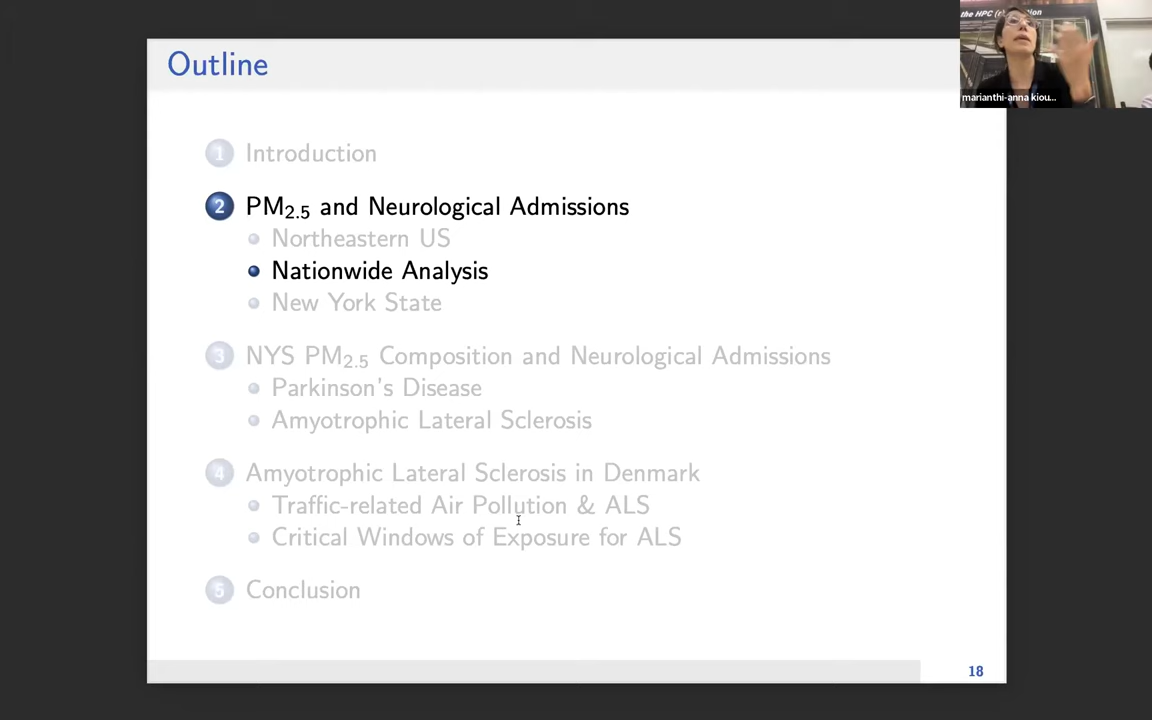 Outline
the HPC
marianthi-anna kiou...
1 Introduction
2 PM2.5 and Neurological Admissions
Northeastern US
Nationwide Analysis
New York State
3 NYS PM2.5 Composition and Neurological Admissions
Parkinson's Disease
Amyotrophic Lateral Sclerosis
4 Amyotrophic Lateral Sclerosis in Denmark
Traffic-related Air Pollution & ALS
Critical Windows of Exposure for ALS
5 Conclusion
18